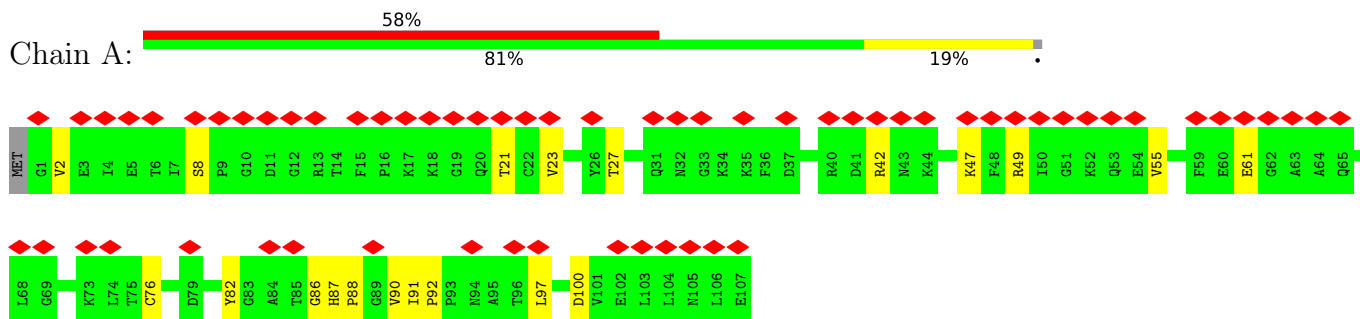 58%
Chain A:
81% 19% •
MET G1 V2 E3 I4 E5 T6 I7 S8 P9 G10 D11 G12 R13 T14 F15 P16 K17 K18 G19 Q20 T21 C22 V23 Y26 T27 Q31 N32 G33 K34 K35 F36 D37 R40 D41 R42 N43 K44 K47 F48 R49 I50 G51 K52 Q53 E54 V55 F59 E60 E61 G62 A63 A64 Q65
L68 G69 K73 L74 T75 C76 D79 Y82 G83 A84 T85 G86 H87 P88 G89 V90 I91 P92 P93 N94 A95 T96 L97 D100 V101 E102 L103 L104 N105 L106 E107